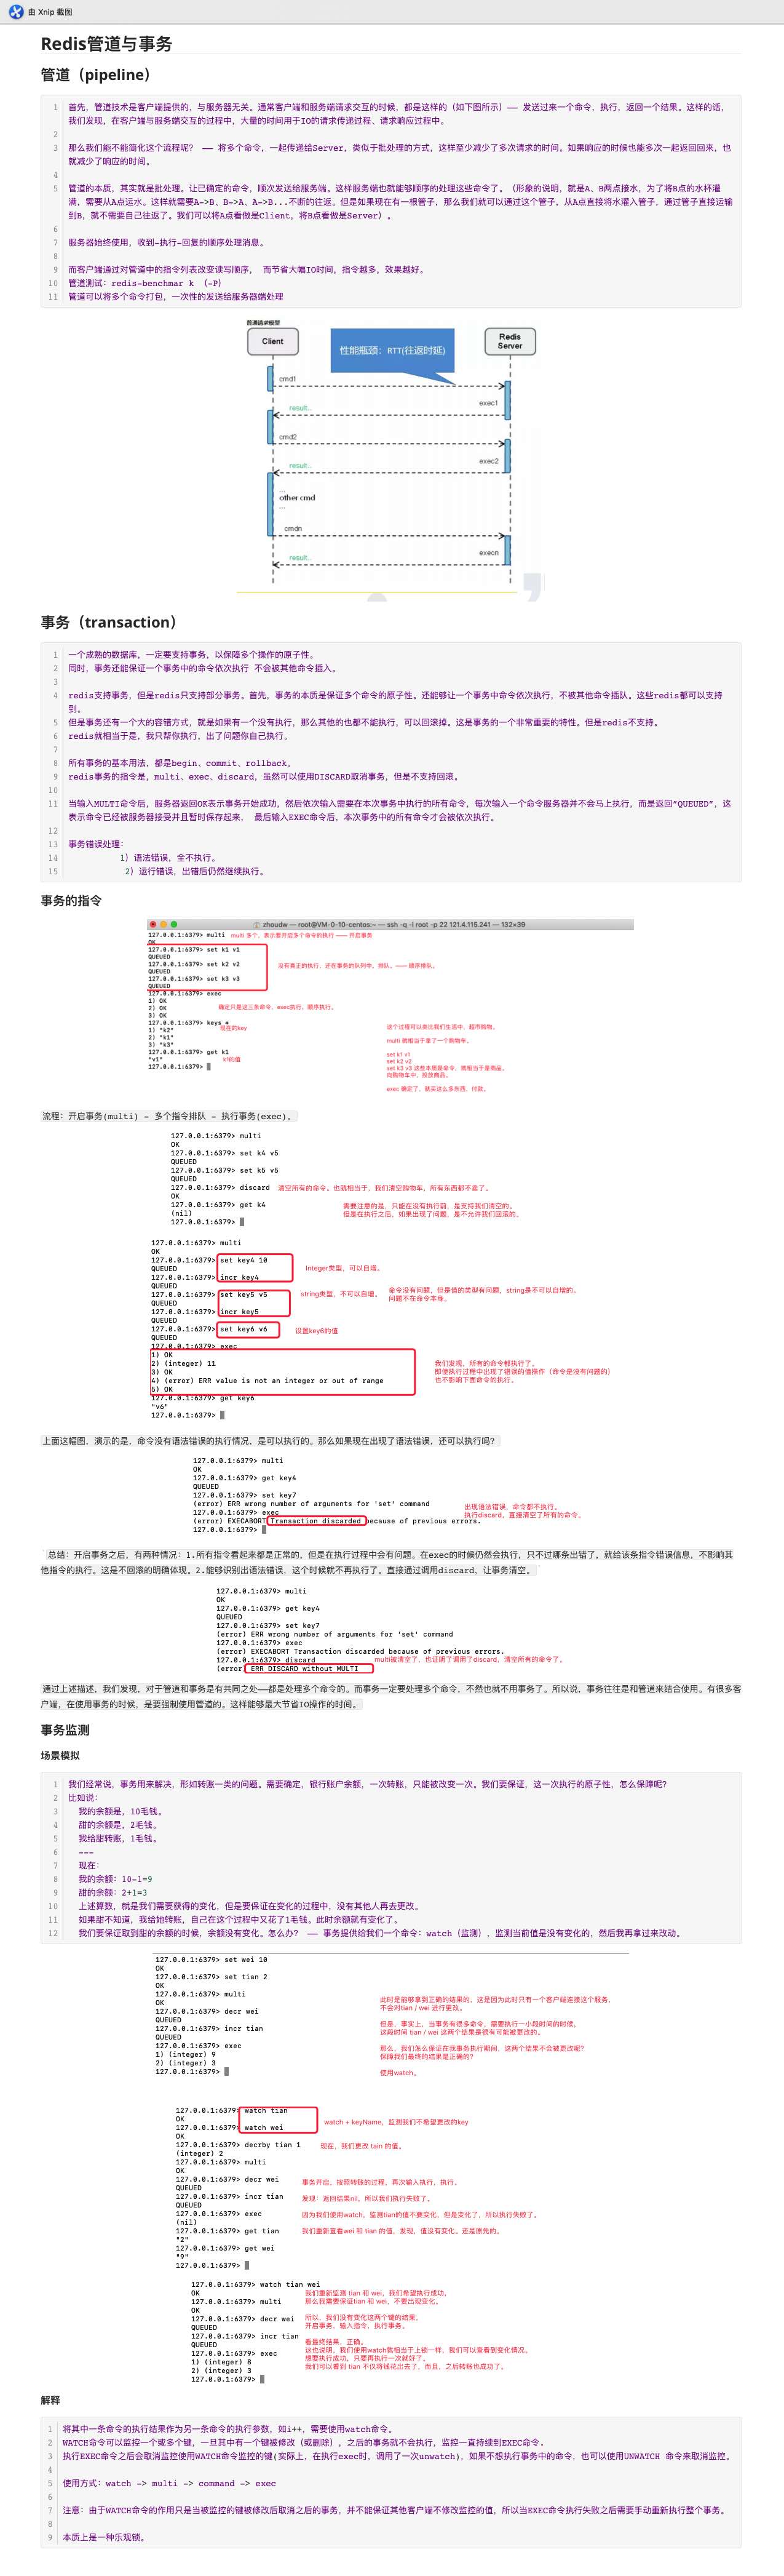 由 Xnip 截图
Redis管道与事务
管道（pipeline）
1 首先，管道技术是客户端提供的，与服务器无关。通常客户端和服务端请求交互的时候，都是这样的（如下图所示）—— 发送过来一个命令，执行，返回一个结果。这样的话，
我们发现，在客户端与服务端交互的过程中，大量的时间用于IO的请求传递过程、请求响应过程中。
2
3 那么我们能不能简化这个流程呢？ —— 将多个命令，一起传递给Server，类似于批处理的方式，这样至少减少了多次请求的时间。如果响应的时候也能多次一起返回回来，也
就减少了响应的时间。
4
5 管道的本质，其实就是批处理。让已确定的命令，顺次发送给服务端。这样服务端也就能够顺序的处理这些命令了。（形象的说明，就是A、B两点接水，为了将B点的水杯灌
满，需要从A点运水。这样就需要A->B、B->A、A->B...不断的往返。但是如果现在有一根管子，那么我们就可以通过这个管子，从A点直接将水灌入管子，通过管子直接运输
到B，就不需要自己往返了。我们可以将A点看做是Client，将B点看做是Server）。
6
7 服务器始终使用，收到-执行-回复的顺序处理消息。
8
9 而客户端通过对管道中的指令列表改变读写顺序， 而节省大幅IO时间，指令越多，效果越好。
10 管道测试：redis-benchmar k （-P）
11 管道可以将多个命令打包，一次性的发送给服务器端处理
普通请求模型
Client
性能瓶颈：RTT(往返时延)
Redis
Server
cmd1
exec1
result..
cmd2
exec2
result..
...
other cmd
...
cmdn
execn
result..
事务（transaction）
1 一个成熟的数据库，一定要支持事务，以保障多个操作的原子性。
2 同时，事务还能保证一个事务中的命令依次执行 不会被其他命令插入。
3
4 redis支持事务，但是redis只支持部分事务。首先，事务的本质是保证多个命令的原子性。还能够让一个事务中命令依次执行，不被其他命令插队。这些redis都可以支持
到。
5 但是事务还有一个大的容错方式，就是如果有一个没有执行，那么其他的也都不能执行，可以回滚掉。这是事务的一个非常重要的特性。但是redis不支持。
6 redis就相当于是，我只帮你执行，出了问题你自己执行。
7
8 所有事务的基本用法，都是begin、commit、rollback。
9 redis事务的指令是，multi、exec、discard，虽然可以使用DISCARD取消事务，但是不支持回滚。
10
11 当输入MULTI命令后，服务器返回OK表示事务开始成功，然后依次输入需要在本次事务中执行的所有命令，每次输入一个命令服务器并不会马上执行，而是返回"QUEUED"，这
表示命令已经被服务器接受并且暂时保存起来， 最后输入EXEC命令后，本次事务中的所有命令才会被依次执行。
12
13 事务错误处理：
14 1）语法错误，全不执行。
15 2）运行错误，出错后仍然继续执行。
事务的指令
zhoudw — root@VM-0-10-centos:~ — ssh -q -l root -p 22 121.4.115.241 — 132×39
127.0.0.1:6379> multi multi 多个，表示要开启多个命令的执行 —— 开启事务
OK
127.0.0.1:6379> set k1 v1
QUEUED
127.0.0.1:6379> set k2 v2 没有真正的执行，还在事务的队列中，排队。—— 顺序排队。
QUEUED
127.0.0.1:6379> set k3 v3
QUEUED
127.0.0.1:6379> exec
1) OK
2) OK 确定只是这三条命令，exec执行，顺序执行。
3) OK
127.0.0.1:6379> keys * 现在的key
1) "k2"
2) "k1"
3) "k3"
127.0.0.1:6379> get k1
"v1" k1的值
127.0.0.1:6379>
这个过程可以类比我们生活中，超市购物。
multi 就相当于拿了一个购物车，
set k1 v1
set k2 v2
set k3 v3 这些本质是命令，就相当于是商品，
向购物车中，投放商品。
exec 确定了，就买这么多东西，付款。
流程：开启事务(multi) - 多个指令排队 - 执行事务(exec)。
127.0.0.1:6379> multi
OK
127.0.0.1:6379> set k4 v5
QUEUED
127.0.0.1:6379> set k5 v5
QUEUED
127.0.0.1:6379> discard 清空所有的命令。也就相当于，我们清空购物车，所有东西都不卖了。
OK
127.0.0.1:6379> get k4 需要注意的是，只能在没有执行前，是支持我们清空的。
(nil) 但是在执行之后，如果出现了问题，是不允许我们回滚的。
127.0.0.1:6379>
127.0.0.1:6379> multi
OK
127.0.0.1:6379> set key4 10
QUEUED Integer类型，可以自增。
127.0.0.1:6379> incr key4
QUEUED
127.0.0.1:6379> set key5 v5 string类型，不可以自增。 命令没有问题，但是值的类型有问题，string是不可以自增的。
QUEUED 问题不在命令本身。
127.0.0.1:6379> incr key5
QUEUED
127.0.0.1:6379> set key6 v6 设置key6的值
QUEUED
127.0.0.1:6379> exec
1) OK
2) (integer) 11 我们发现，所有的命令都执行了。
3) OK 即使执行过程中出现了错误的值操作（命令是没有问题的）
4) (error) ERR value is not an integer or out of range 也不影响下面命令的执行。
5) OK
127.0.0.1:6379> get key6
"v6"
127.0.0.1:6379>
上面这幅图，演示的是，命令没有语法错误的执行情况，是可以执行的。那么如果现在出现了语法错误，还可以执行吗？
127.0.0.1:6379> multi
OK
127.0.0.1:6379> get key4
QUEUED
127.0.0.1:6379> set key7
(error) ERR wrong number of arguments for 'set' command 出现语法错误，命令都不执行。
127.0.0.1:6379> exec 执行discard，直接清空了所有的命令。
(error) EXECABORT Transaction discarded because of previous errors.
127.0.0.1:6379>
总结：开启事务之后，有两种情况：1.所有指令看起来都是正常的，但是在执行过程中会有问题。在exec的时候仍然会执行，只不过哪条出错了，就给该条指令错误信息，不影响其
他指令的执行。这是不回滚的明确体现。2.能够识别出语法错误，这个时候就不再执行了。直接通过调用discard，让事务清空。
127.0.0.1:6379> multi
OK
127.0.0.1:6379> get key4
QUEUED
127.0.0.1:6379> set key7
(error) ERR wrong number of arguments for 'set' command
127.0.0.1:6379> exec
(error) EXECABORT Transaction discarded because of previous errors.
127.0.0.1:6379> discard multi被清空了，也证明了调用了discard，清空所有的命令了。
(error) ERR DISCARD without MULTI
通过上述描述，我们发现，对于管道和事务是有共同之处——都是处理多个命令的。而事务一定要处理多个命令，不然也就不用事务了。所以说，事务往往是和管道来结合使用。有很多客
户端，在使用事务的时候，是要强制使用管道的。这样能够最大节省IO操作的时间。
事务监测
场景模拟
1 我们经常说，事务用来解决，形如转账一类的问题。需要确定，银行账户余额，一次转账，只能被改变一次。我们要保证，这一次执行的原子性，怎么保障呢？
2 比如说：
3 我的余额是，10毛钱。
4 甜的余额是，2毛钱。
5 我给甜转账，1毛钱。
6 ---
7 现在：
8 我的余额：10-1=9
9 甜的余额：2+1=3
10 上述算数，就是我们需要获得的变化，但是要保证在变化的过程中，没有其他人再去更改。
11 如果甜不知道，我给她转账，自己在这个过程中又花了1毛钱。此时余额就有变化了。
12 我们要保证取到甜的余额的时候，余额没有变化。怎么办？ —— 事务提供给我们一个命令：watch（监测），监测当前值是没有变化的，然后我再拿过来改动。
127.0.0.1:6379> set wei 10
OK
127.0.0.1:6379> set tian 2
OK
127.0.0.1:6379> multi
OK
127.0.0.1:6379> decr wei
QUEUED
127.0.0.1:6379> incr tian
QUEUED
127.0.0.1:6379> exec
1) (integer) 9
2) (integer) 3
127.0.0.1:6379>
此时是能够拿到正确的结果的，这是因为此时只有一个客户端连接这个服务，
不会对tian / wei 进行更改。
但是，事实上，当事务有很多命令，需要执行一小段时间的时候，
这段时间 tian / wei 这两个结果是很有可能被更改的。
那么，我们怎么保证在我事务执行期间，这两个结果不会被更改呢？
保障我们最终的结果是正确的？
使用watch。
127.0.0.1:6379> watch tian
OK watch + keyName，监测我们不希望更改的key
127.0.0.1:6379> watch wei
OK
127.0.0.1:6379> decrby tian 1 现在，我们更改 tain 的值。
(integer) 2
127.0.0.1:6379> multi
OK
127.0.0.1:6379> decr wei 事务开启，按照转账的过程，再次输入执行，执行。
QUEUED
127.0.0.1:6379> incr tian 发现：返回结果nil，所以我们执行失败了。
QUEUED
127.0.0.1:6379> exec 因为我们使用watch，监测tian的值不要变化，但是变化了，所以执行失败了。
(nil)
127.0.0.1:6379> get tian 我们重新查看wei 和 tian 的值，发现，值没有变化。还是原先的。
"2"
127.0.0.1:6379> get wei
"9"
127.0.0.1:6379>
127.0.0.1:6379> watch tian wei
OK 我们重新监测 tian 和 wei，我们希望执行成功，
127.0.0.1:6379> multi 那么我需要保证tian 和 wei，不要出现变化。
OK
127.0.0.1:6379> decr wei 所以，我们没有变化这两个键的结果，
QUEUED 开启事务，输入指令，执行事务。
127.0.0.1:6379> incr tian
QUEUED 看最终结果，正确。
127.0.0.1:6379> exec 这也说明，我们使用watch就相当于上锁一样，我们可以查看到变化情况。
1) (integer) 8 想要执行成功，只要再执行一次就好了。
2) (integer) 3 我们可以看到 tian 不仅将钱花出去了，而且，之后转账也成功了。
127.0.0.1:6379>
解释
1 将其中一条命令的执行结果作为另一条命令的执行参数，如i++，需要使用watch命令。
2 WATCH命令可以监控一个或多个键，一旦其中有一个键被修改（或删除），之后的事务就不会执行，监控一直持续到EXEC命令.
3 执行EXEC命令之后会取消监控使用WATCH命令监控的键(实际上，在执行exec时，调用了一次unwatch)，如果不想执行事务中的命令，也可以使用UNWATCH 命令来取消监控。
4
5 使用方式：watch -> multi -> command -> exec
6
7 注意：由于WATCH命令的作用只是当被监控的键被修改后取消之后的事务，并不能保证其他客户端不修改监控的值，所以当EXEC命令执行失败之后需要手动重新执行整个事务。
8
9 本质上是一种乐观锁。